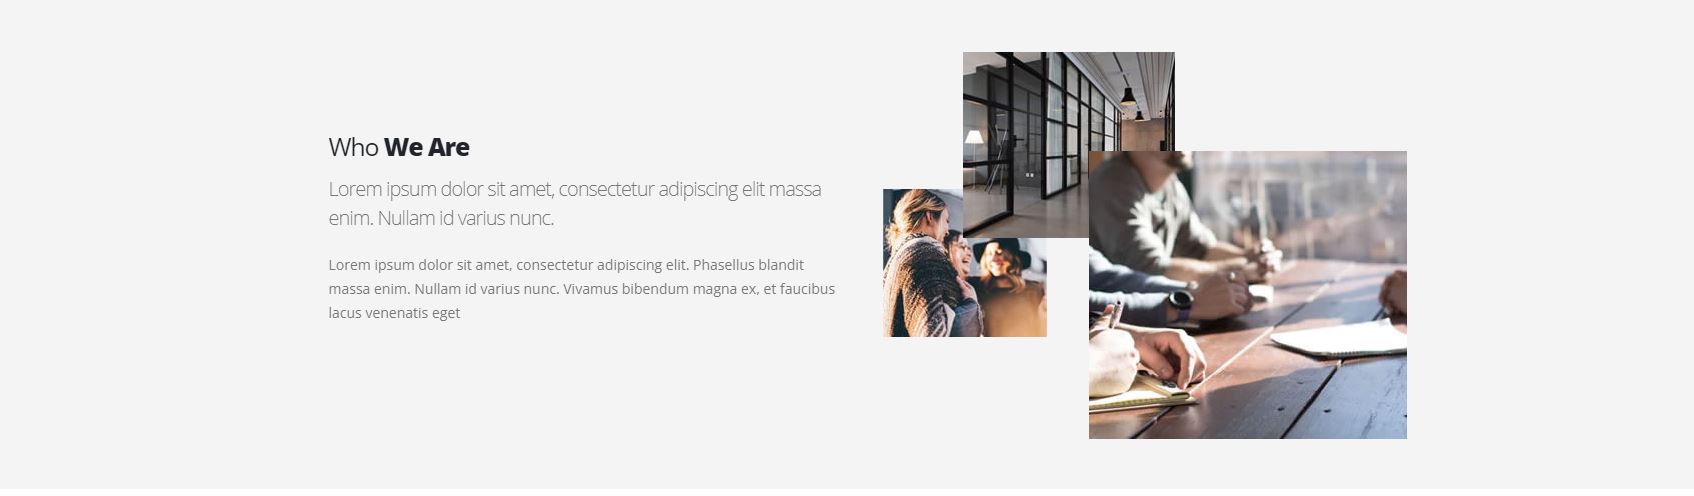 Who We Are
Lorem ipsum dolor sit amet, consectetur adipiscing elit massa
enim. Nullam id varius nunc.
Lorem ipsum dolor sit amet, consectetur adipiscing elit. Phasellus blandit
massa enim. Nullam id varius nunc. Vivamus bibendum magna ex, et faucibus
lacus venenatis eget